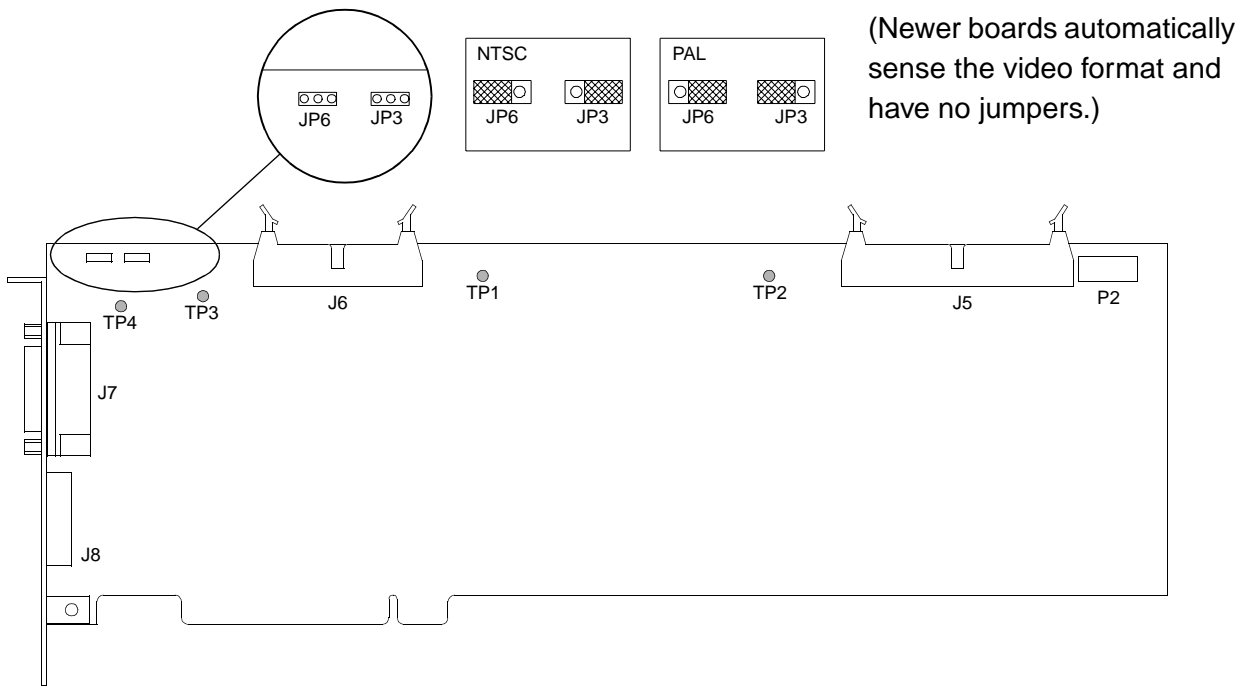 (Newer boards automatically
sense the video format and
have no jumpers.)
NTSC
JP6 JP3
PAL
JP6 JP3
JP6 JP3
TP4
TP3
J6
TP1
TP2
J5
P2
J7
J8